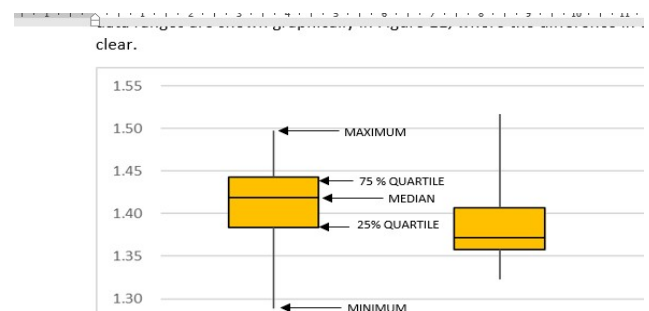 clear.
1.55
1.50
MAXIMUM
1.45
75 % QUARTILE
MEDIAN
1.40
25% QUARTILE
1.35
1.30
MINIMUM